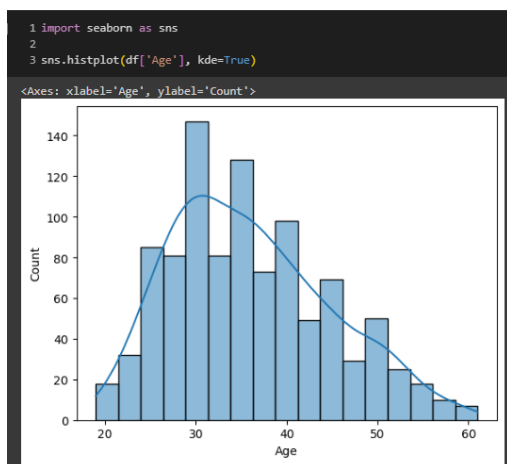 1 import seaborn as sns
2
3 sns.histplot(df['Age'], kde=True)
<Axes: xlabel='Age', ylabel='Count'>
140
120
100
80
60
40
20
0
Count
20 30 40 50 60
Age